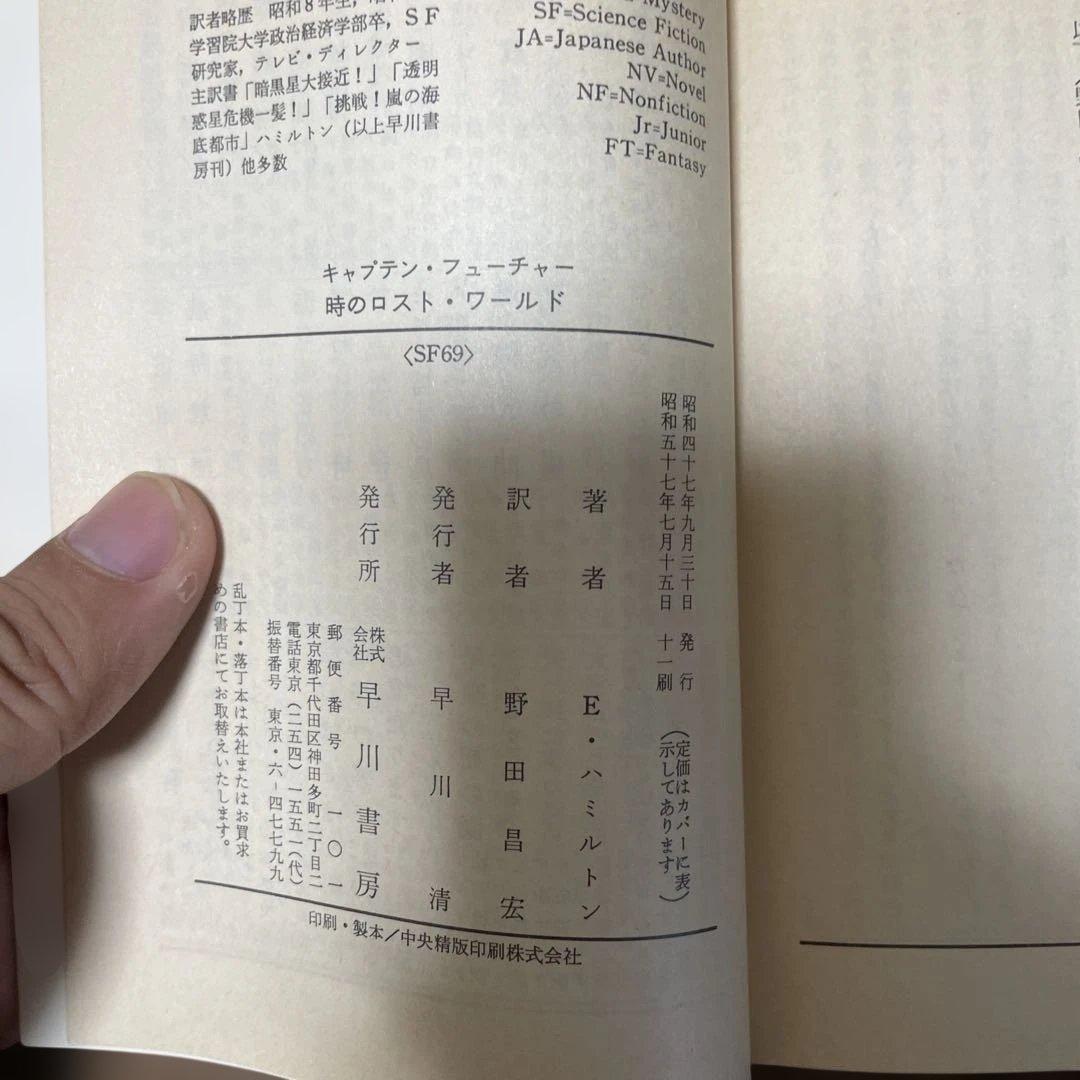 訳者略歴 昭和8年生,
学習院大学政治経済学部卒,SF
研究家,テレビ・ディレクター
主訳書「暗黒星大接近!」「透明
惑星危機一髪!」「挑戦!嵐の海
底都市」ハミルトン(以上早川書
房刊)他多数
Mystery
SF=Science Fiction
JA=Japanese Author
NV=Novel
NF=Nonfiction
Jr=Junior
FT=Fantasy
キャプテン・フューチャー
時のロスト・ワールド
〈SF69〉
昭和四十七年九月三十日 発行
昭和五十七年七月十五日 十一刷
(定価はカバーに表
示してあります)
著者 E・ハミルトン
訳者 野田昌宏
発行者 早川清
発行所 株式会社 早川書房
郵便番号 一〇一
東京都千代田区神田多町二丁目二
電話東京(二五四)一五五一(代)
振替番号 東京・六-四七七九九
乱丁本・落丁本は本社またはお買求
めの書店にてお取替えいたします。
印刷・製本/中央精版印刷株式会社